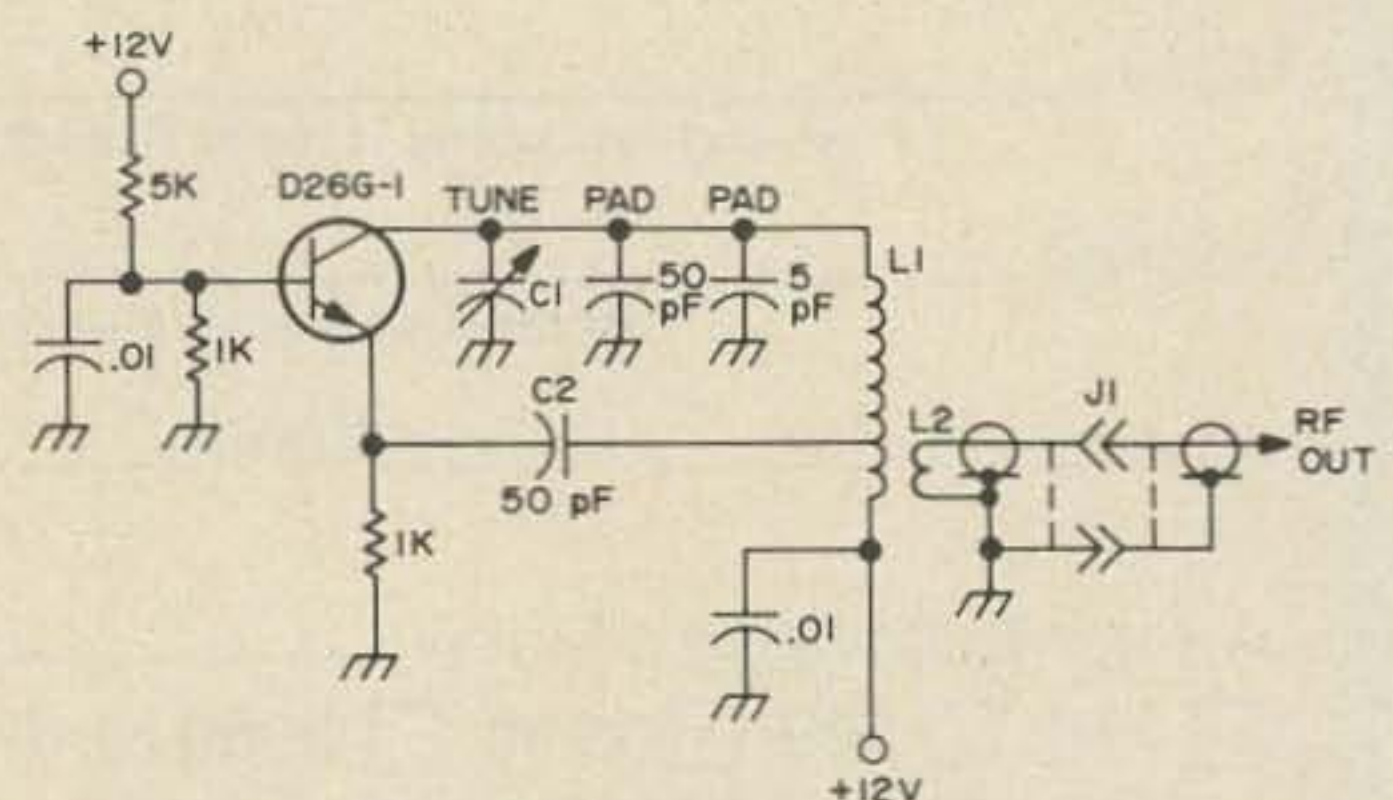 +12V
5K
D26G-1
TUNE
PAD
PAD
L1
C1
50
pF
5
pF
.01
1K
C2
50 pF
L2
J1
RF
OUT
1K
.01
+12V